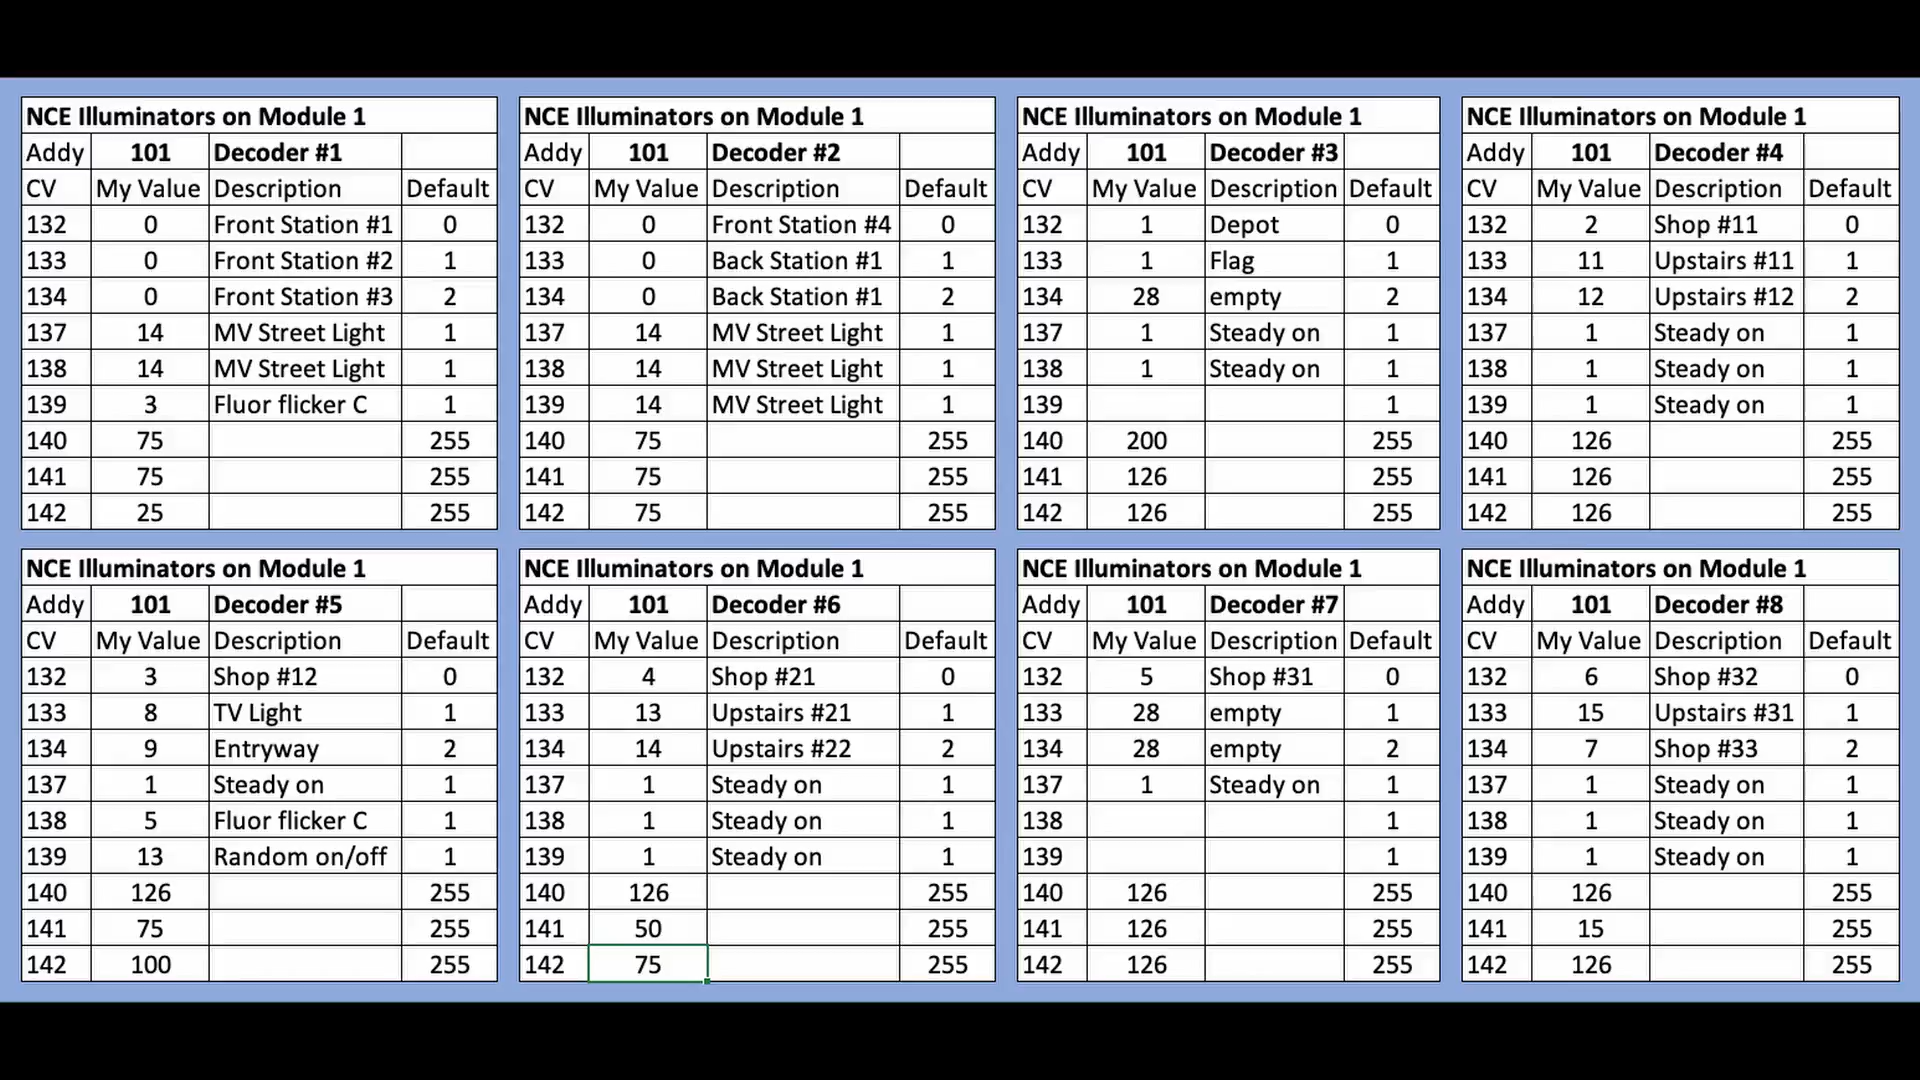 NCE Illuminators on Module 1
Addy 101 Decoder #1
CV My Value Description Default
132 0 Front Station #1 0
133 0 Front Station #2 1
134 0 Front Station #3 2
137 14 MV Street Light 1
138 14 MV Street Light 1
139 3 Fluor flicker C 1
140 75 255
141 75 255
142 25 255
NCE Illuminators on Module 1
Addy 101 Decoder #2
CV My Value Description Default
132 0 Front Station #4 0
133 0 Back Station #1 1
134 0 Back Station #1 2
137 14 MV Street Light 1
138 14 MV Street Light 1
139 14 MV Street Light 1
140 75 255
141 75 255
142 75 255
NCE Illuminators on Module 1
Addy 101 Decoder #3
CV My Value Description Default
132 1 Depot 0
133 1 Flag 1
134 28 empty 2
137 1 Steady on 1
138 1 Steady on 1
139 1
140 200 255
141 126 255
142 126 255
NCE Illuminators on Module 1
Addy 101 Decoder #4
CV My Value Description Default
132 2 Shop #11 0
133 11 Upstairs #11 1
134 12 Upstairs #12 2
137 1 Steady on 1
138 1 Steady on 1
139 1 Steady on 1
140 126 255
141 126 255
142 126 255
NCE Illuminators on Module 1
Addy 101 Decoder #5
CV My Value Description Default
132 3 Shop #12 0
133 8 TV Light 1
134 9 Entryway 2
137 1 Steady on 1
138 5 Fluor flicker C 1
139 13 Random on/off 1
140 126 255
141 75 255
142 100 255
NCE Illuminators on Module 1
Addy 101 Decoder #6
CV My Value Description Default
132 4 Shop #21 0
133 13 Upstairs #21 1
134 14 Upstairs #22 2
137 1 Steady on 1
138 1 Steady on 1
139 1 Steady on 1
140 126 255
141 50 255
142 75 255
NCE Illuminators on Module 1
Addy 101 Decoder #7
CV My Value Description Default
132 5 Shop #31 0
133 28 empty 1
134 28 empty 2
137 1 Steady on 1
138 1
139 1
140 126 255
141 126 255
142 126 255
NCE Illuminators on Module 1
Addy 101 Decoder #8
CV My Value Description Default
132 6 Shop #32 0
133 15 Upstairs #31 1
134 7 Shop #33 2
137 1 Steady on 1
138 1 Steady on 1
139 1 Steady on 1
140 126 255
141 15 255
142 126 255